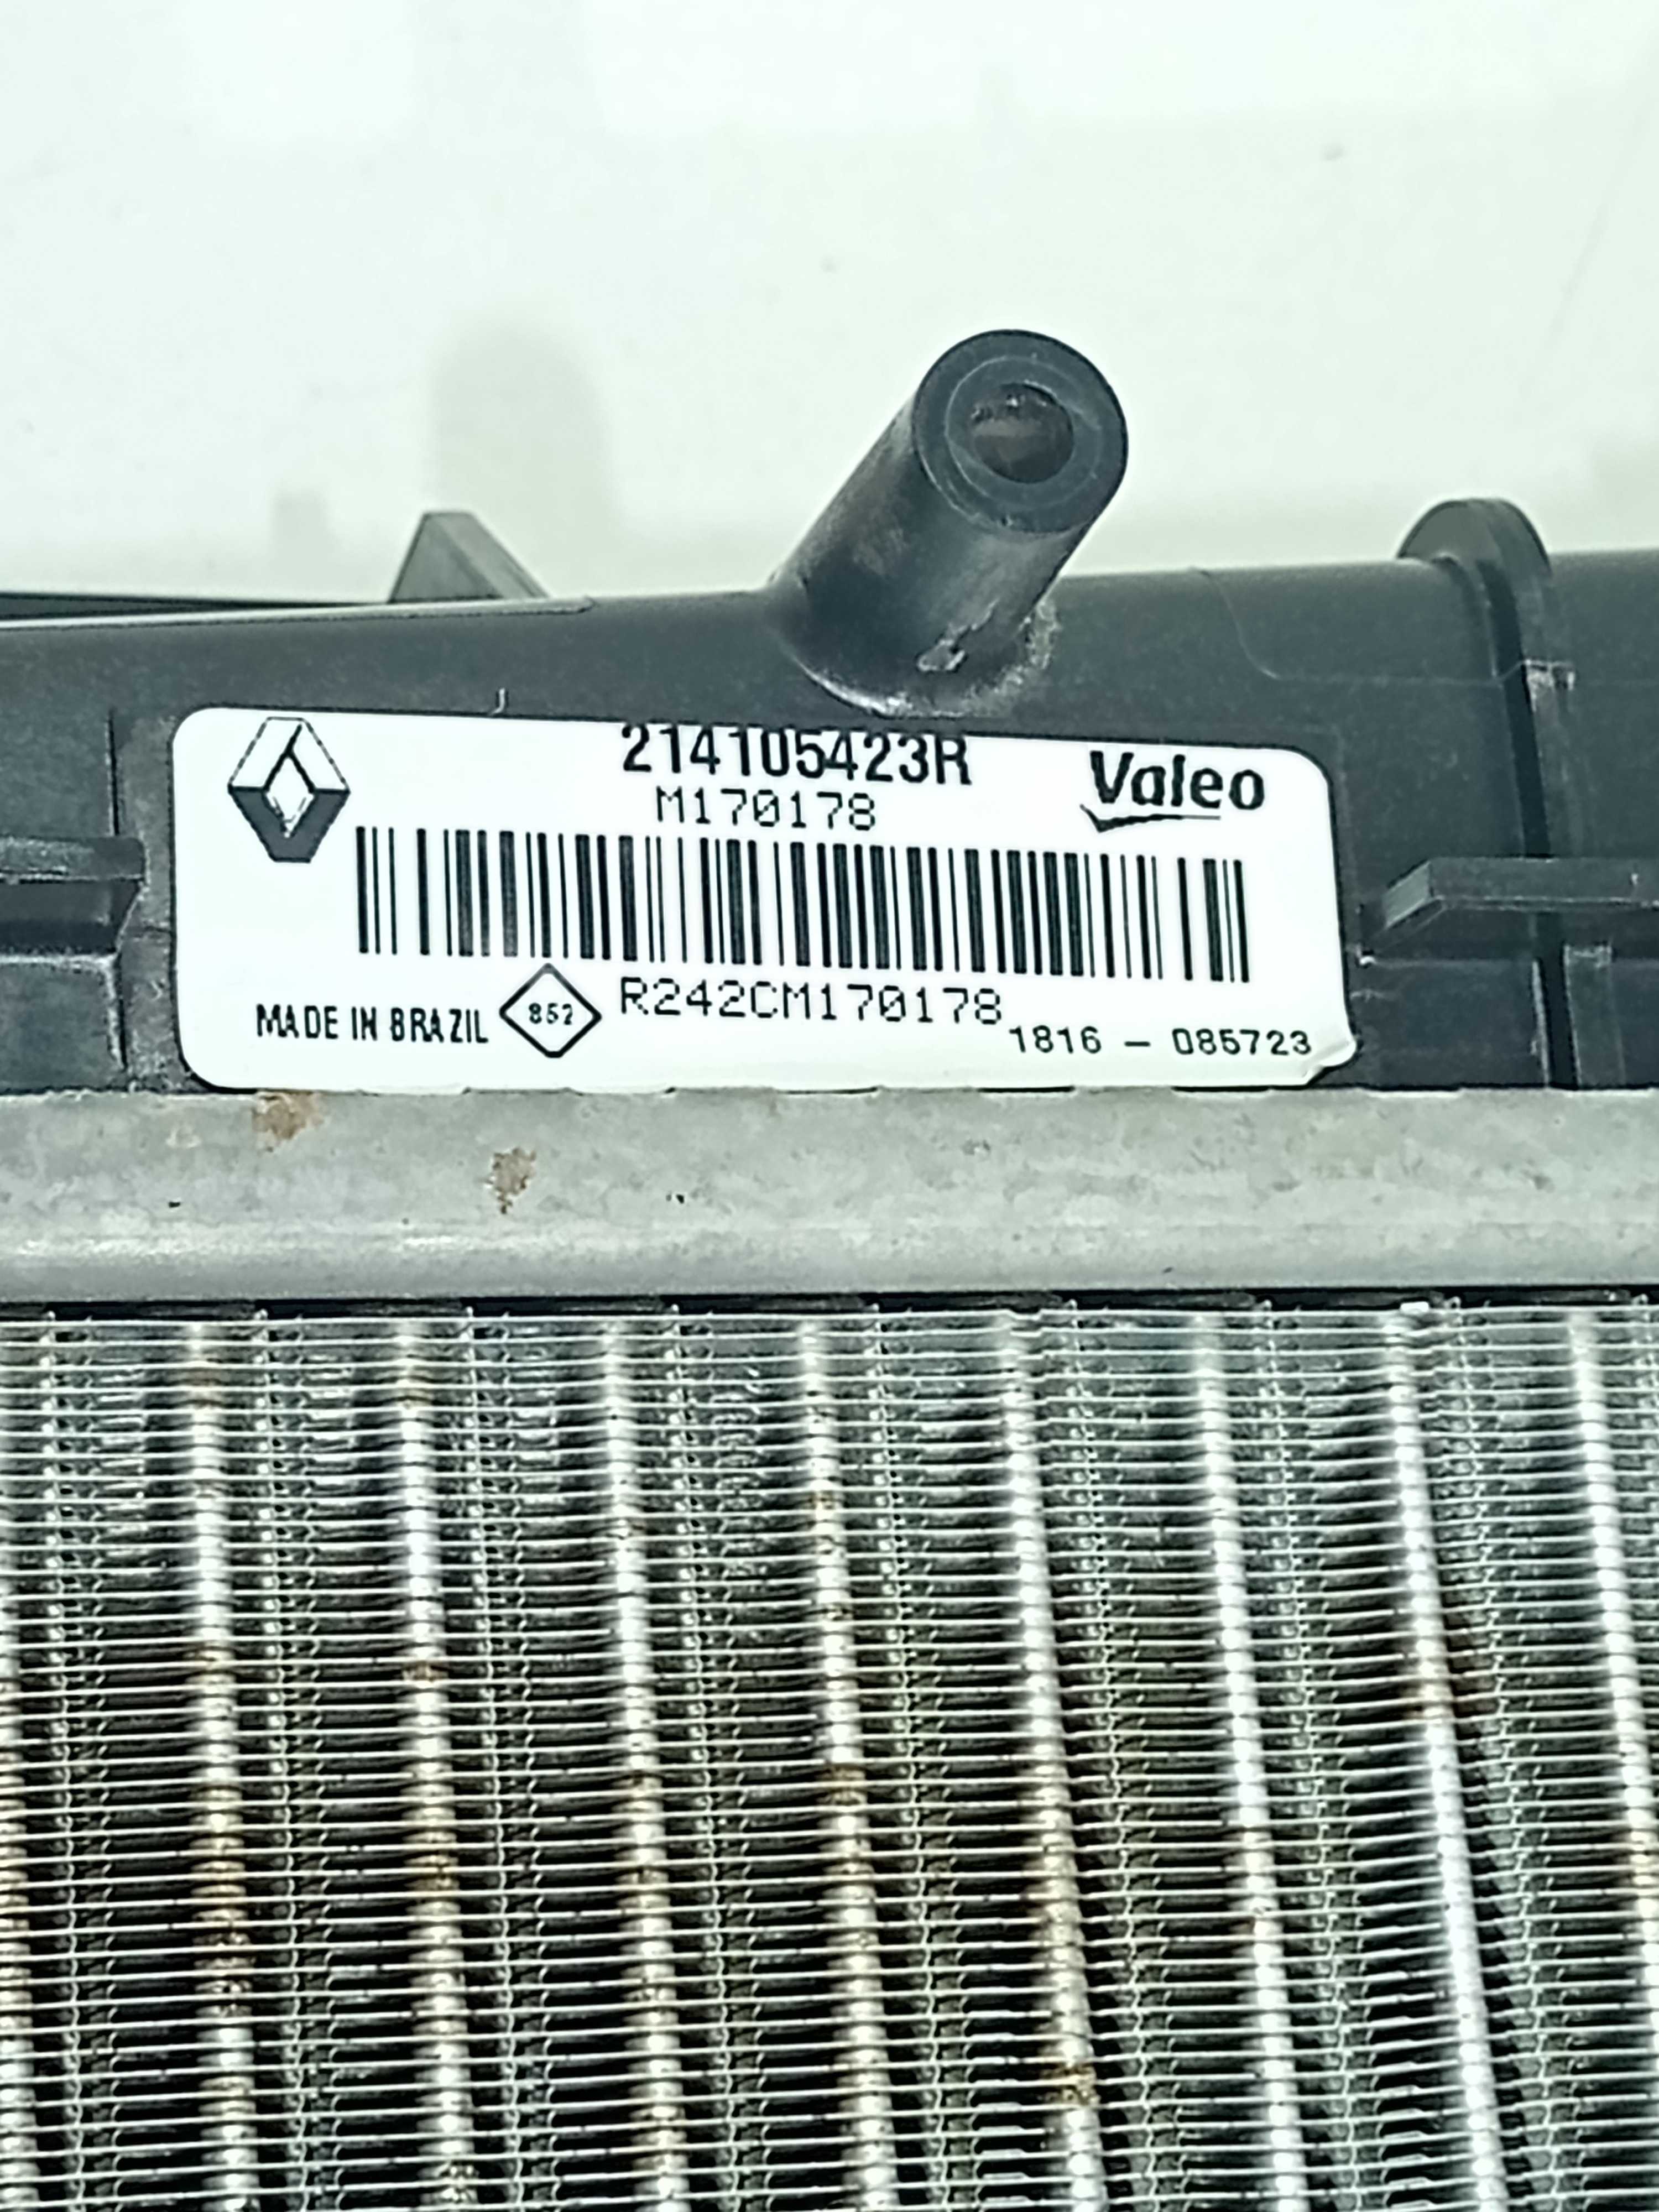 214105423R
Valeo
M170178
MADE IN BRAZIL
852
R242CM170178
1816 - 085723